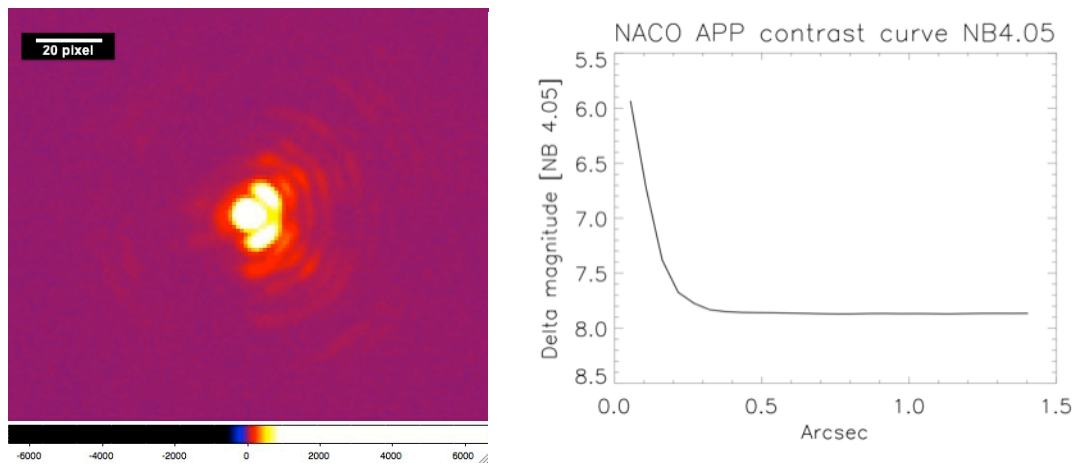 20 pixel
-6000 -4000 -2000 0 2000 4000 6000
NACO APP contrast curve NB4.05
Delta magnitude [NB 4.05]
5.5
6.0
6.5
7.0
7.5
8.0
8.5
0.0 0.5 1.0 1.5
Arcsec